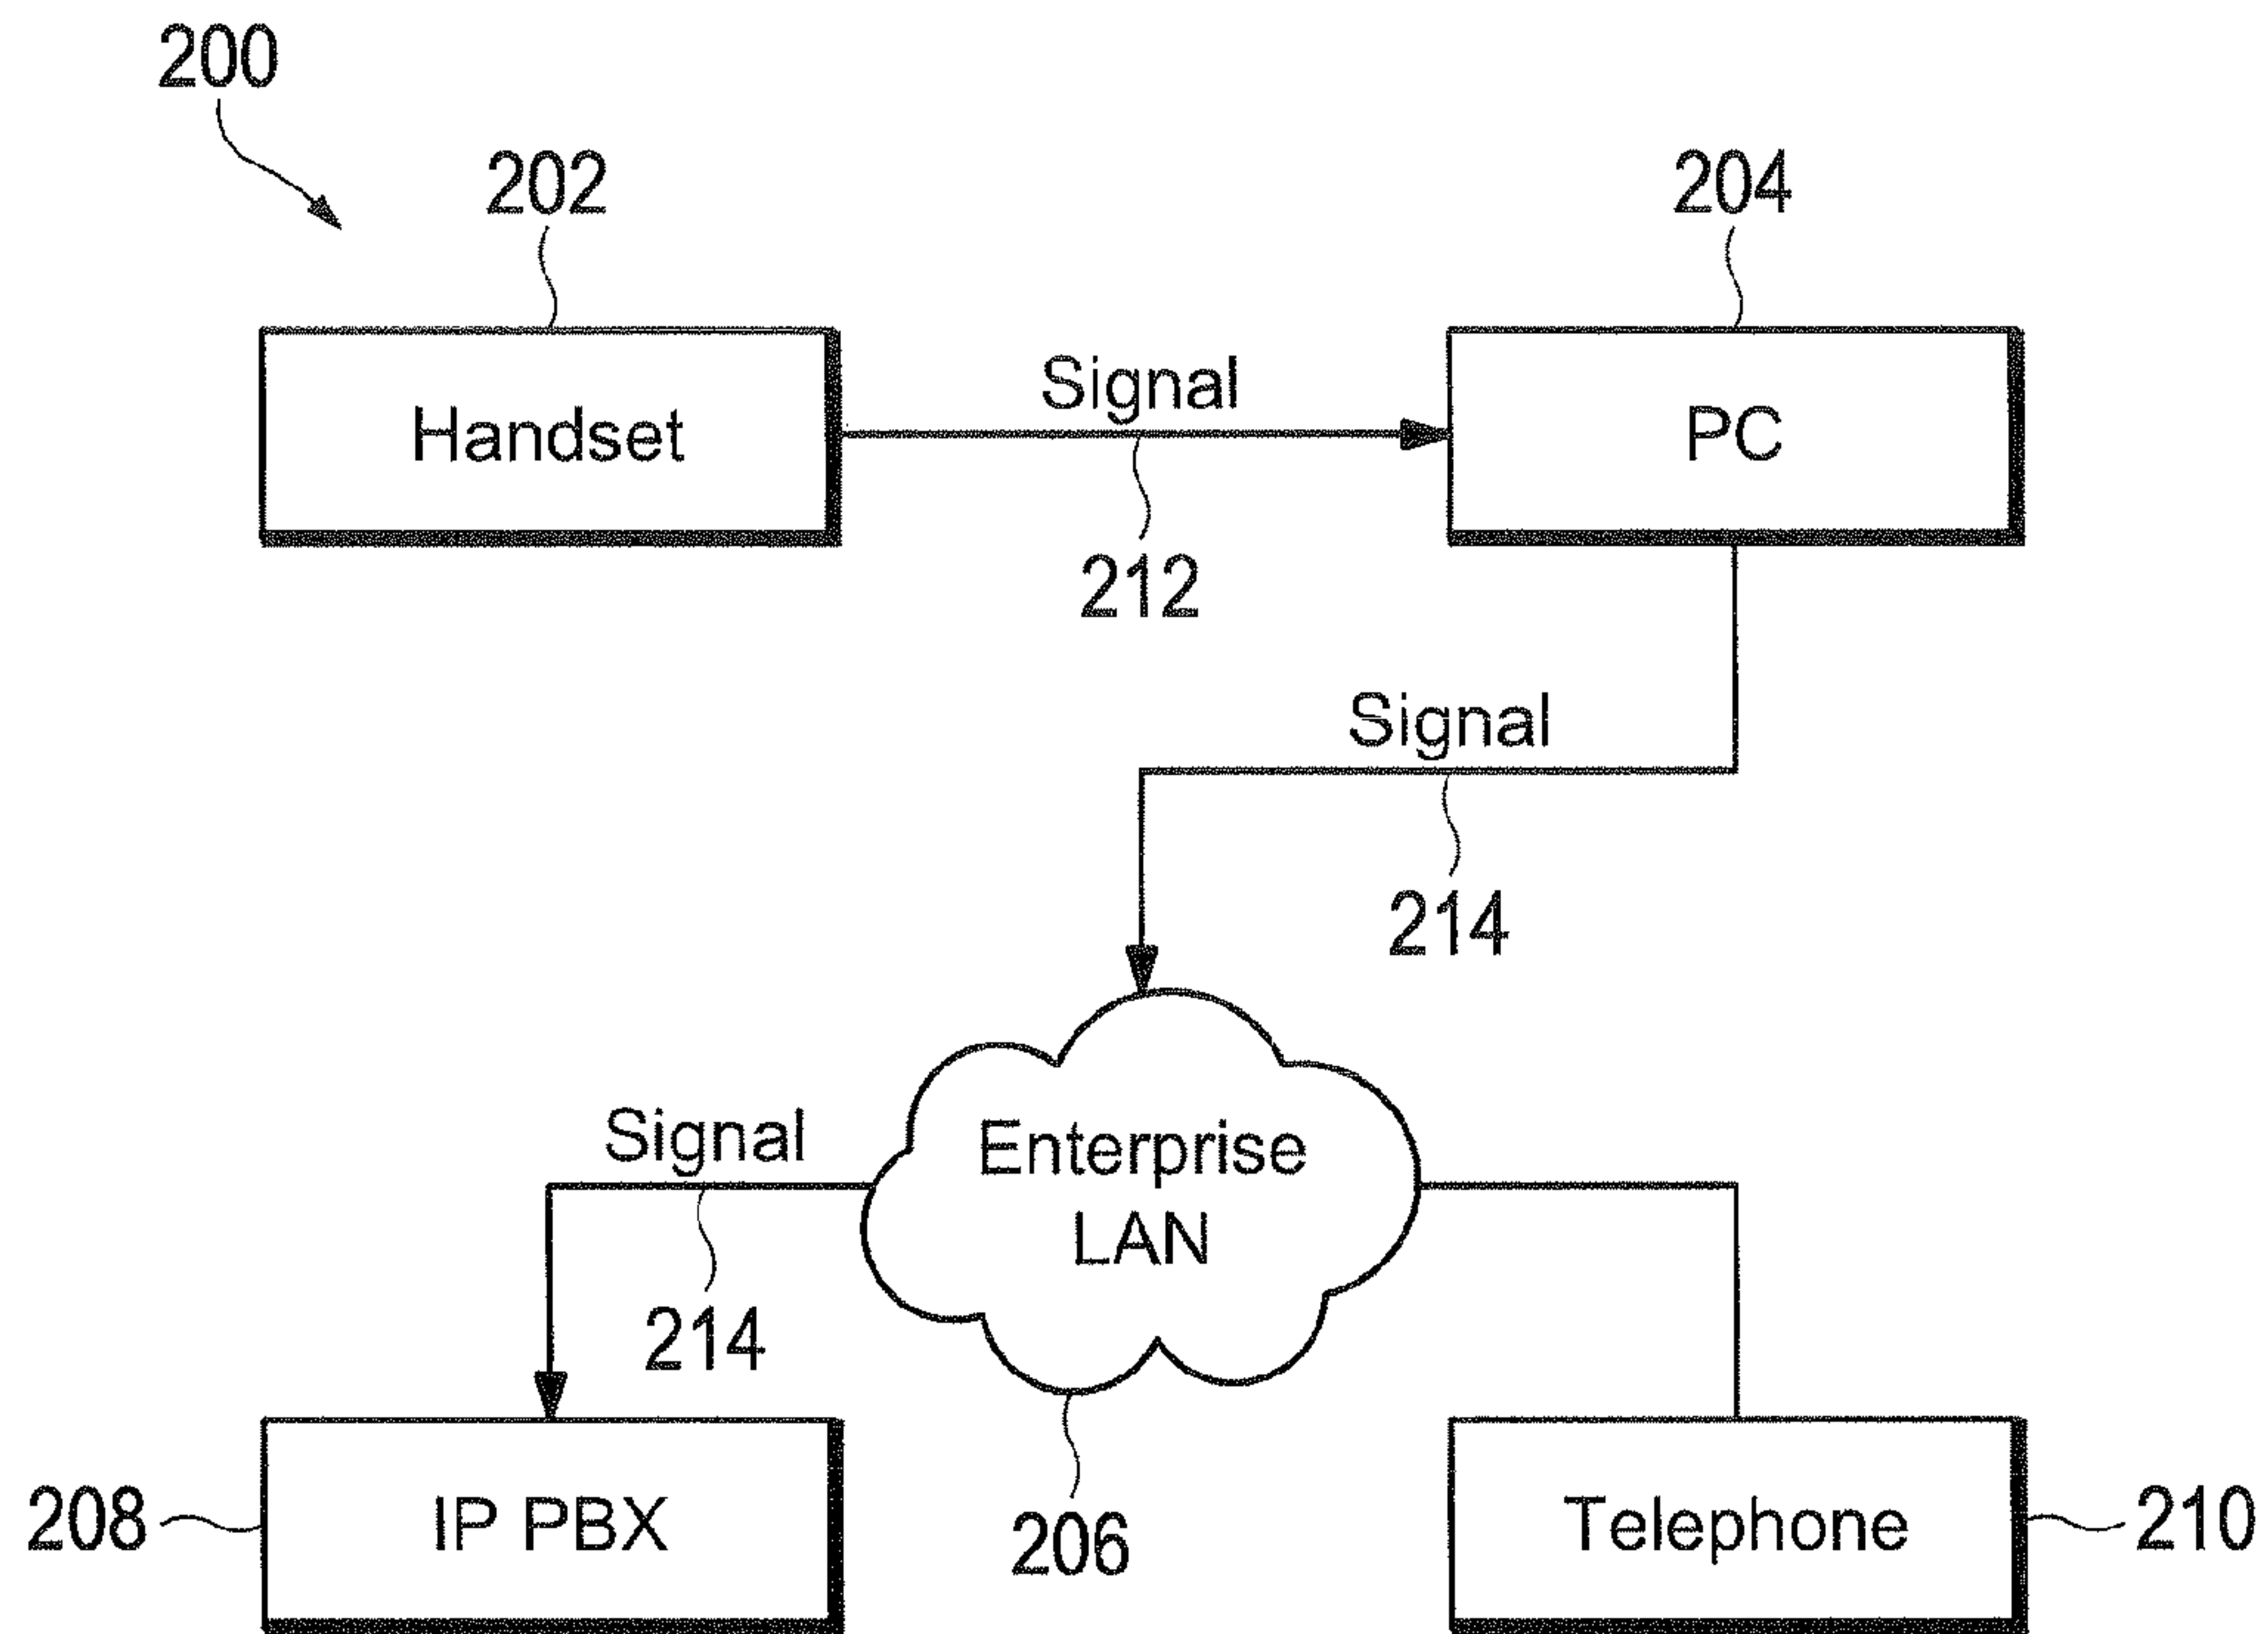 200
202
204
Handset
Signal
PC
212
Signal
214
Signal
Enterprise
LAN
214
208
IP PBX
206
Telephone
210